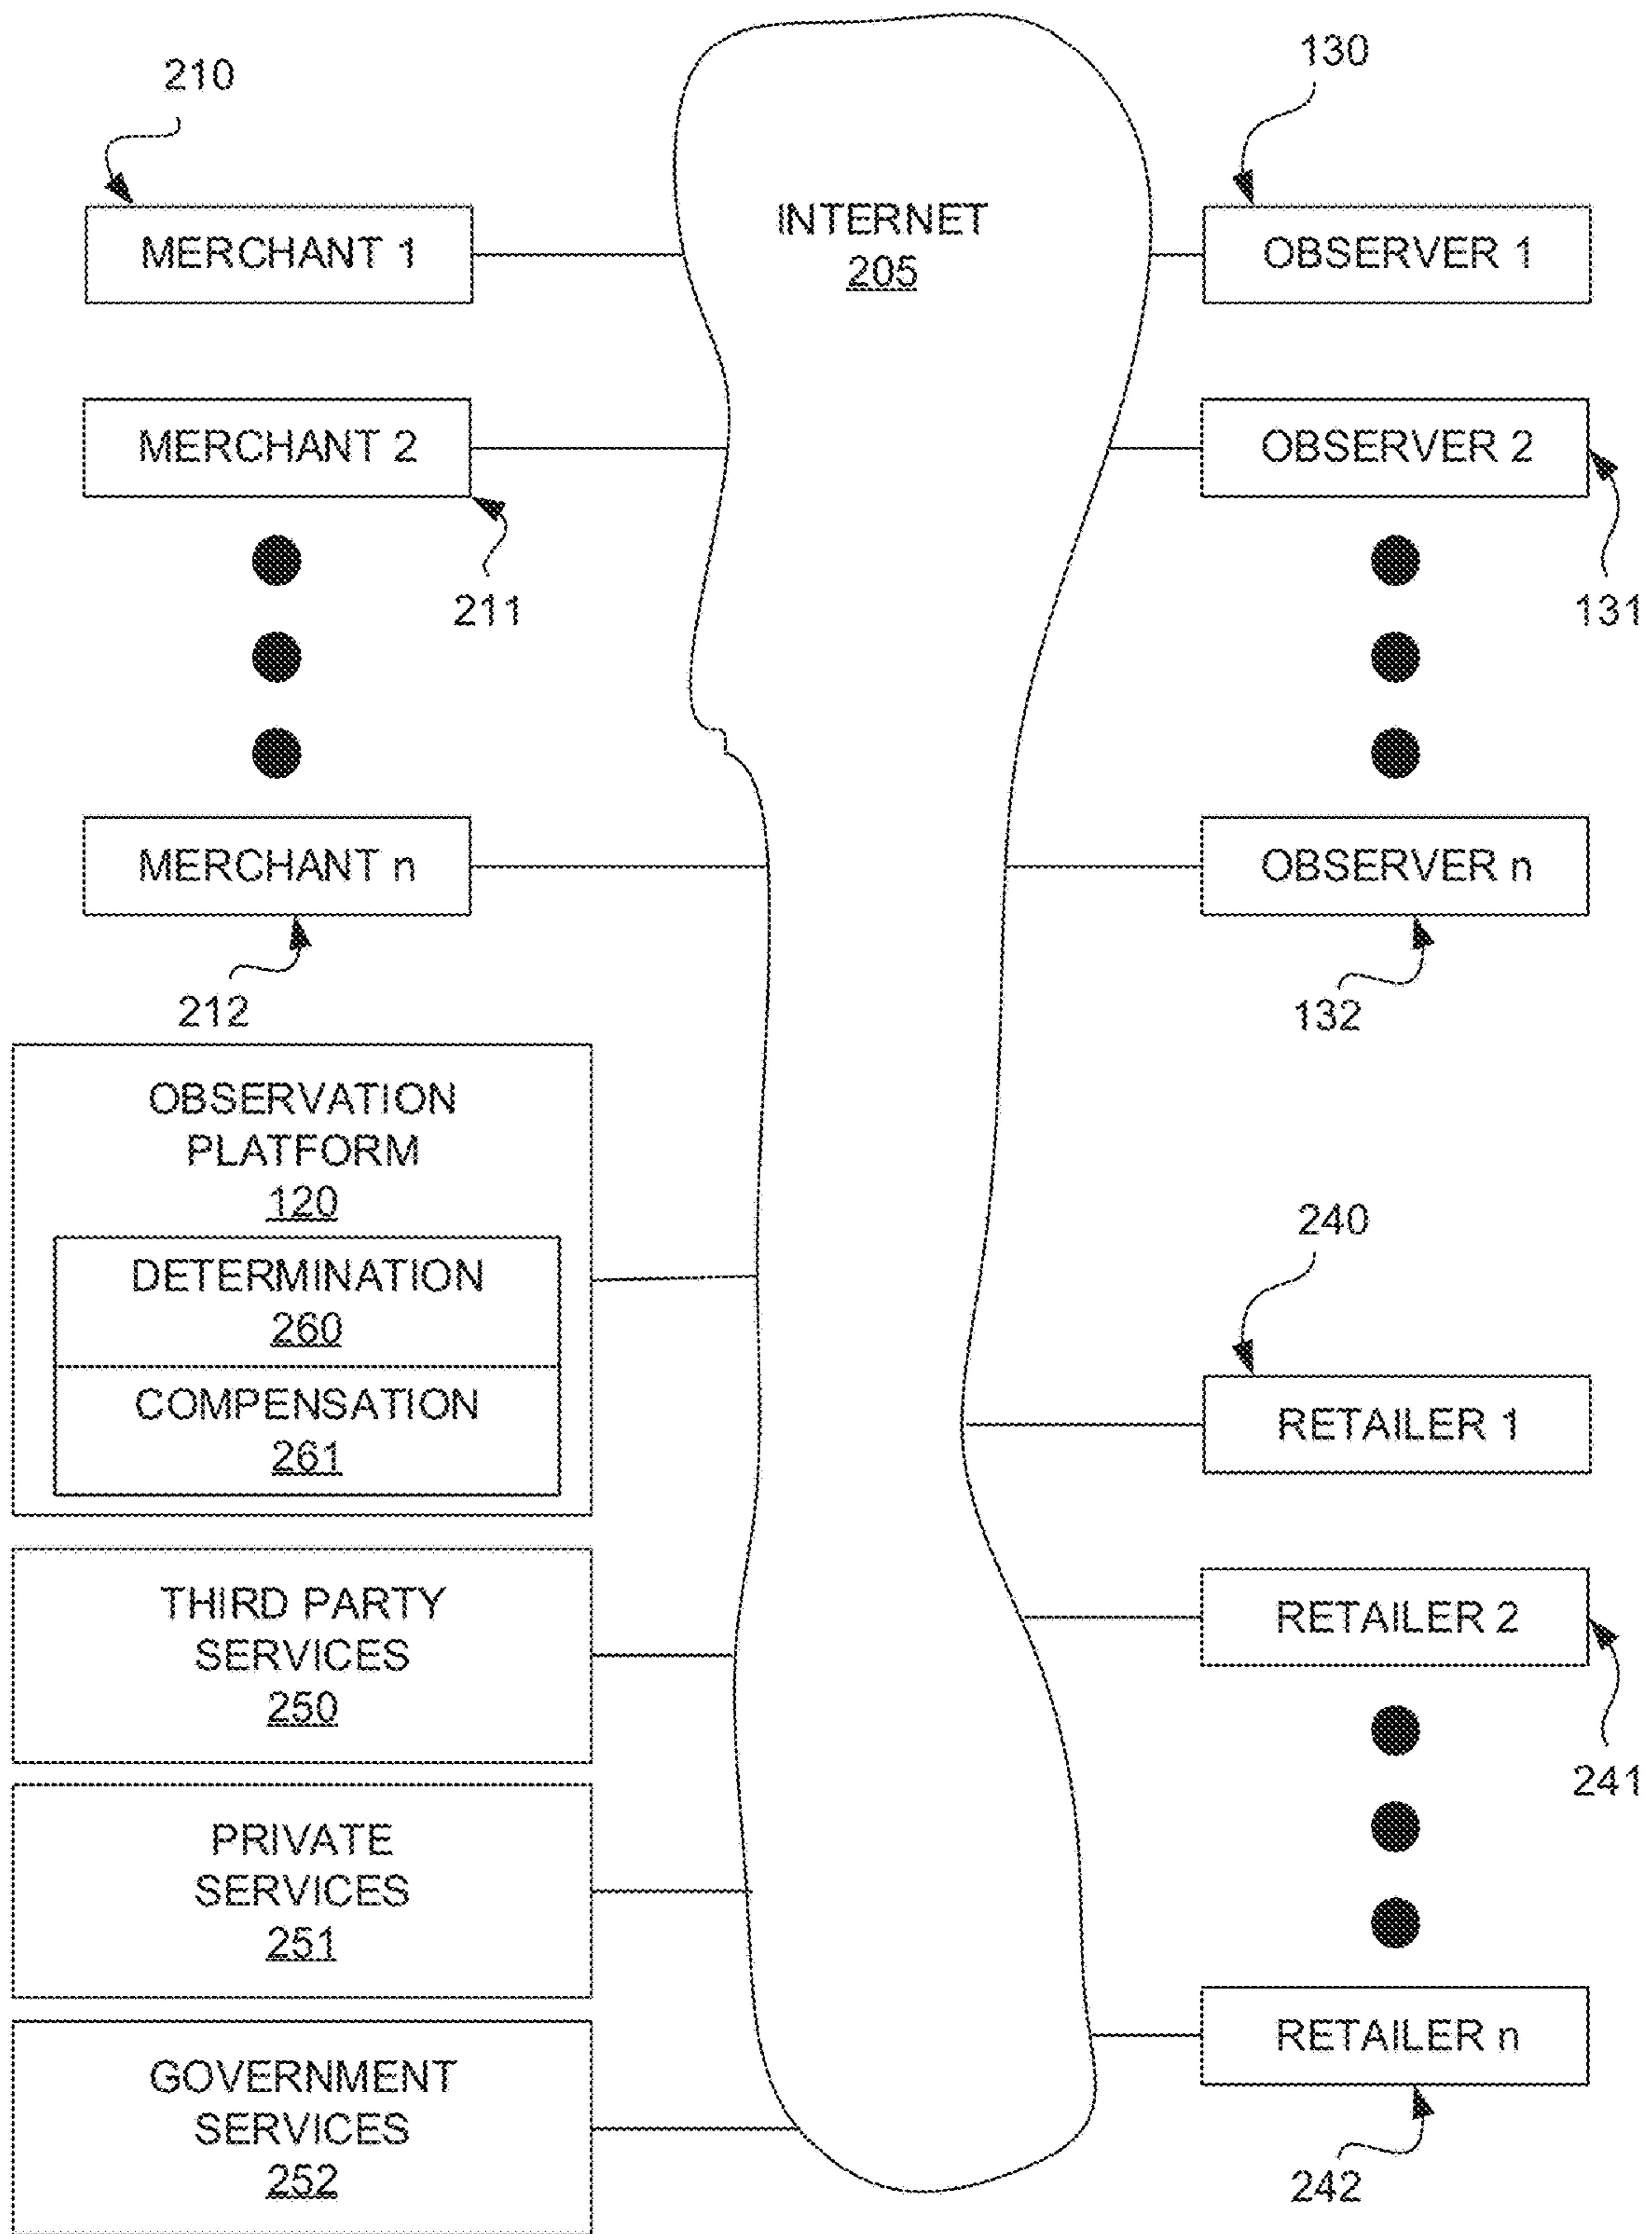 210
130
MERCHANT 1
INTERNET
205
OBSERVER 1
MERCHANT 2
OBSERVER 2
211
131
MERCHANT n
OBSERVER n
212
132
OBSERVATION
PLATFORM
120
DETERMINATION
260
COMPENSATION
261
240
RETAILER 1
THIRD PARTY
SERVICES
250
RETAILER 2
241
PRIVATE
SERVICES
251
RETAILER n
GOVERNMENT
SERVICES
252
242